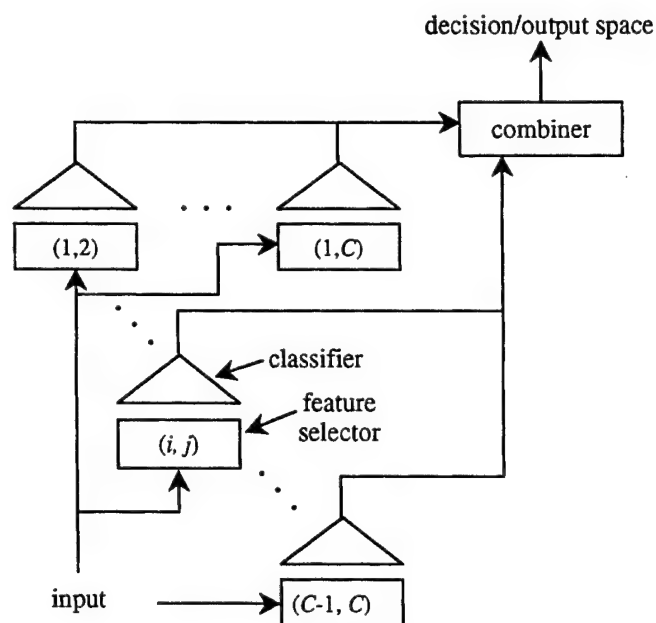 decision/output space
combiner
. . .
(1,2)
(1,C)
classifier
feature
selector
(i, j)
input
(C-1, C)